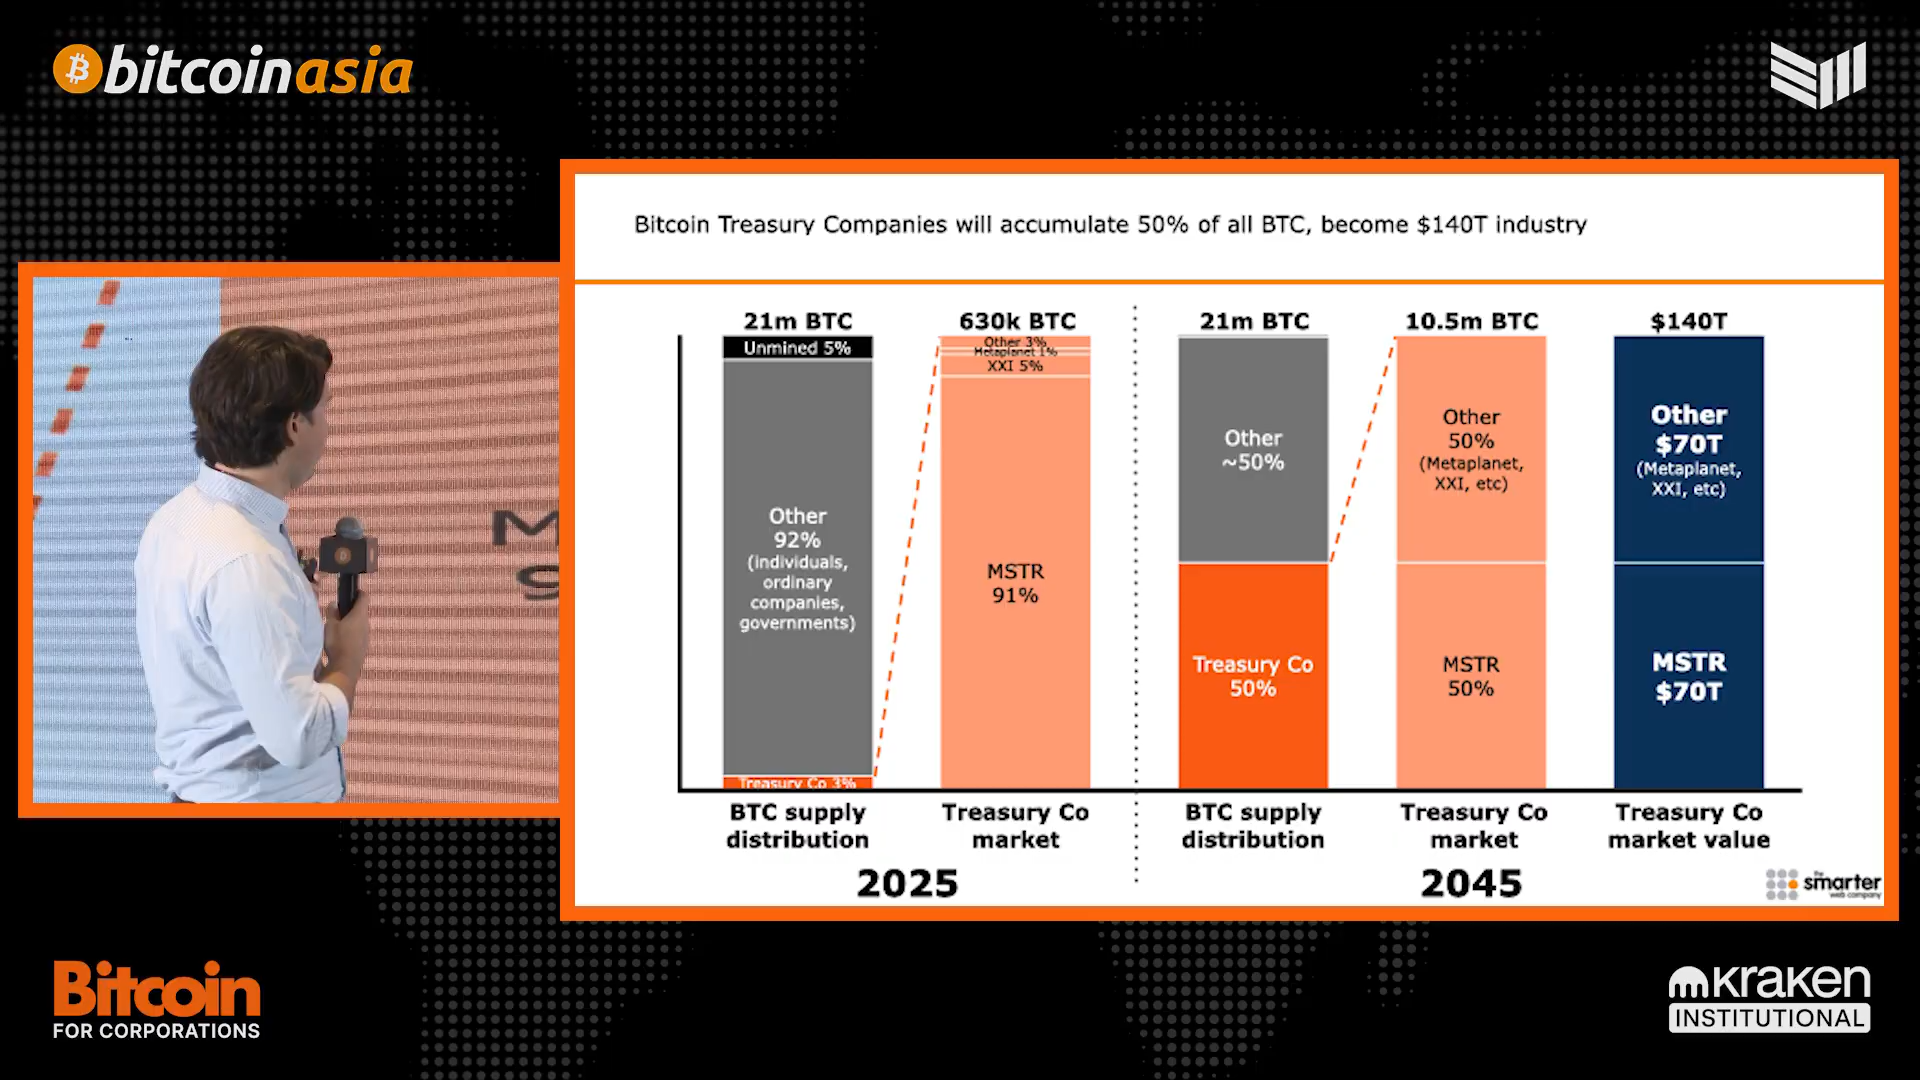 bitcoinasia
Bitcoin Treasury Companies will accumulate 50% of all BTC, become $140T industry
21m BTC
Unmined 5%
Other
92%
(individuals,
ordinary
companies,
governments)
Treasury Co 3%
BTC supply
distribution
630k BTC
Other 3%
Metaplanet 1%
XXI 5%
MSTR
91%
Treasury Co
market
2025
21m BTC
Other
~50%
Treasury Co
50%
BTC supply
distribution
10.5m BTC
Other
50%
(Metaplanet,
XXI, etc)
MSTR
50%
Treasury Co
market
$140T
Other
$70T
(Metaplanet,
XXI, etc)
MSTR
$70T
Treasury Co
market value
2045
the
smarter
web company
M
Bitcoin
FOR CORPORATIONS
kraken
INSTITUTIONAL